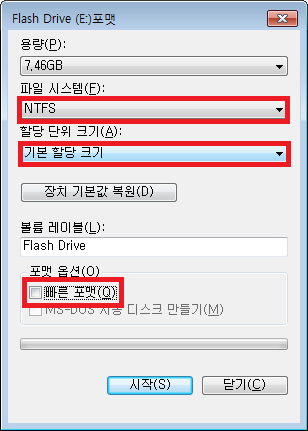 Flash Drive (E:)포맷
용량(P):
7,46GB
파일 시스템(F):
NTFS
할당 단위 크기(A):
기본 할당 크기
장치 기본값 복원(D)
볼륨 레이블(L):
Flash Drive
포맷 옵션(O)
빠른 포맷(Q)
MS-DOS 시동 디스크 만들기(M)
시작(S)
닫기(C)